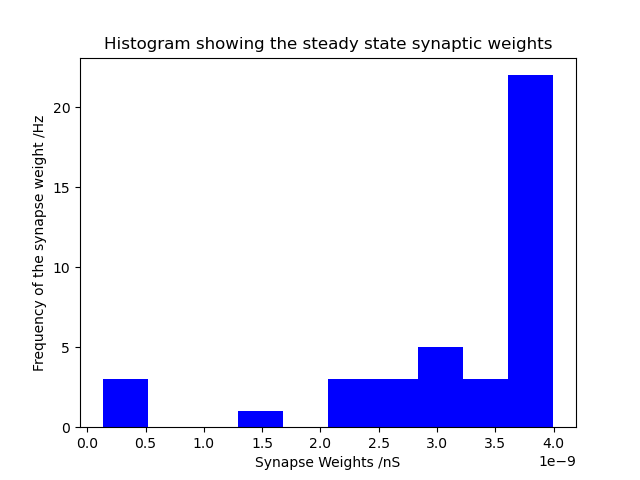 Histogram showing the steady state synaptic weights
Frequency of the synapse weight /Hz
20
15
10
5
0
0.0 0.5 1.0 1.5 2.0 2.5 3.0 3.5 4.0
Synapse Weights /nS
1e−9